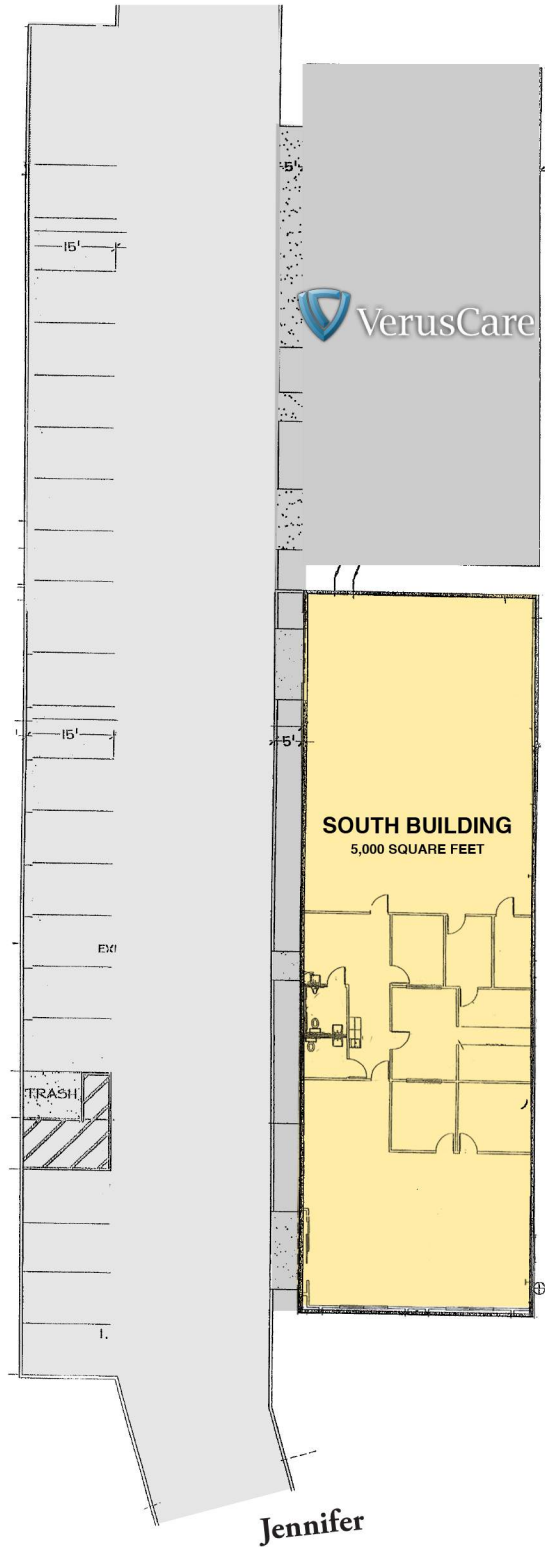 5'
15'
VerusCare
15'
5'
SOUTH BUILDING
5,000 SQUARE FEET
TRASH
Jennifer